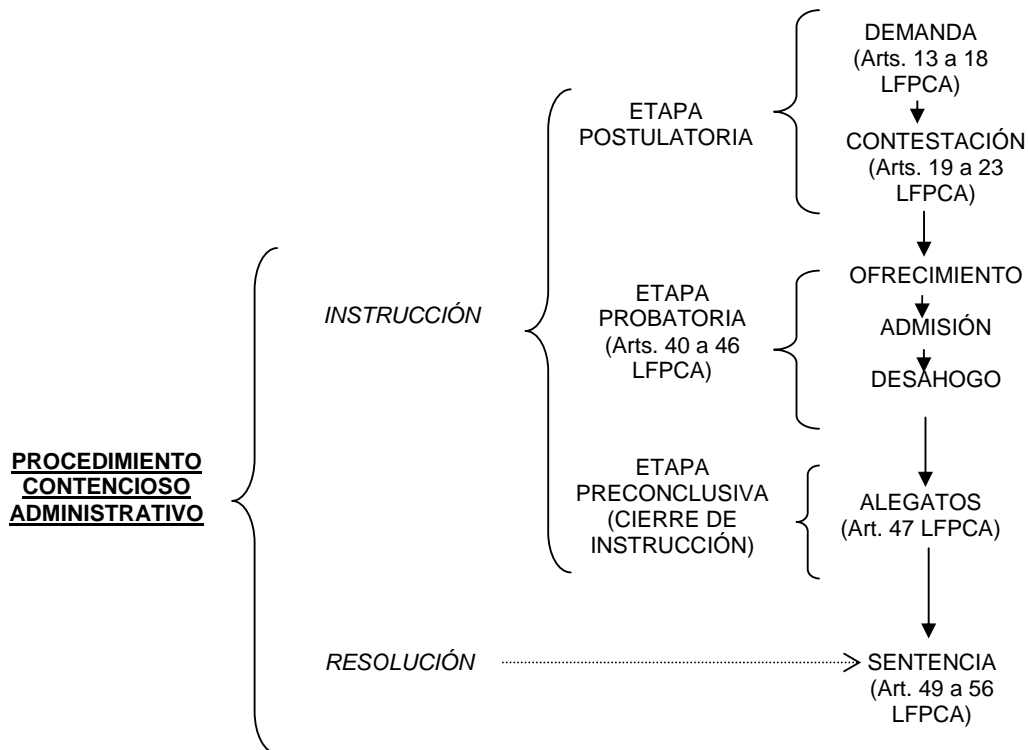 PROCEDIMIENTO
CONTENCIOSO
ADMINISTRATIVO
INSTRUCCIÓN
ETAPA
POSTULATORIA
DEMANDA
(Arts. 13 a 18
LFPCA)
CONTESTACIÓN
(Arts. 19 a 23
LFPCA)
ETAPA
PROBATORIA
(Arts. 40 a 46
LFPCA)
OFRECIMIENTO
ADMISIÓN
DESAHOGO
ETAPA
PRECONCLUSIVA
(CIERRE DE
INSTRUCCIÓN)
ALEGATOS
(Art. 47 LFPCA)
RESOLUCIÓN
SENTENCIA
(Art. 49 a 56
LFPCA)